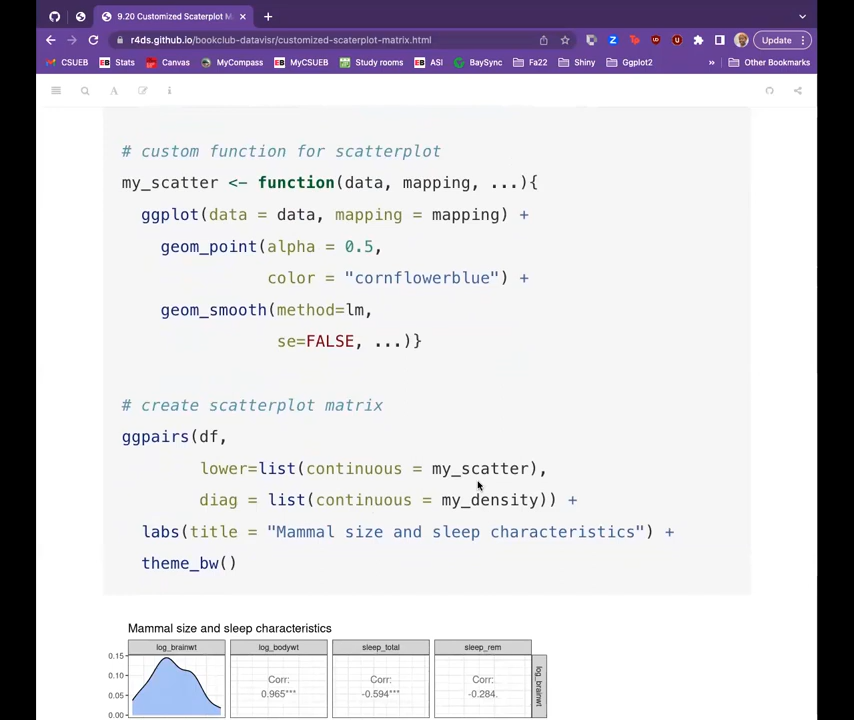 9.20 Customized Scaterplot M
r4ds.github.io/bookclub-datavisr/customized-scaterplot-matrix.html
Update
CSUEB Stats Canvas MyCompass MyCSUEB Study rooms ASI BaySync Fa22 Shiny Ggplot2 » Other Bookmarks
# custom function for scatterplot
my_scatter <- function(data, mapping, ...){
ggplot(data = data, mapping = mapping) +
geom_point(alpha = 0.5,
color = "cornflowerblue") +
geom_smooth(method=lm,
se=FALSE, ...)}
# create scatterplot matrix
ggpairs(df,
lower=list(continuous = my_scatter),
diag = list(continuous = my_density)) +
labs(title = "Mammal size and sleep characteristics") +
theme_bw()
Mammal size and sleep characteristics
log_brainwt log_bodywt sleep_total sleep_rem
0.15
0.10
0.05
0.00
Corr:
0.965***
Corr:
-0.594***
Corr:
-0.284.
log_brainwt